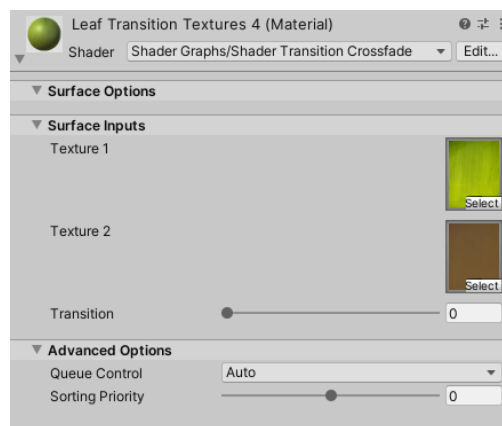 Leaf Transition Textures 4 (Material)
Shader Shader Graphs/Shader Transition Crossfade Edit...
Surface Options
Surface Inputs
Texture 1
Select
Texture 2
Select
Transition 0
Advanced Options
Queue Control Auto
Sorting Priority 0